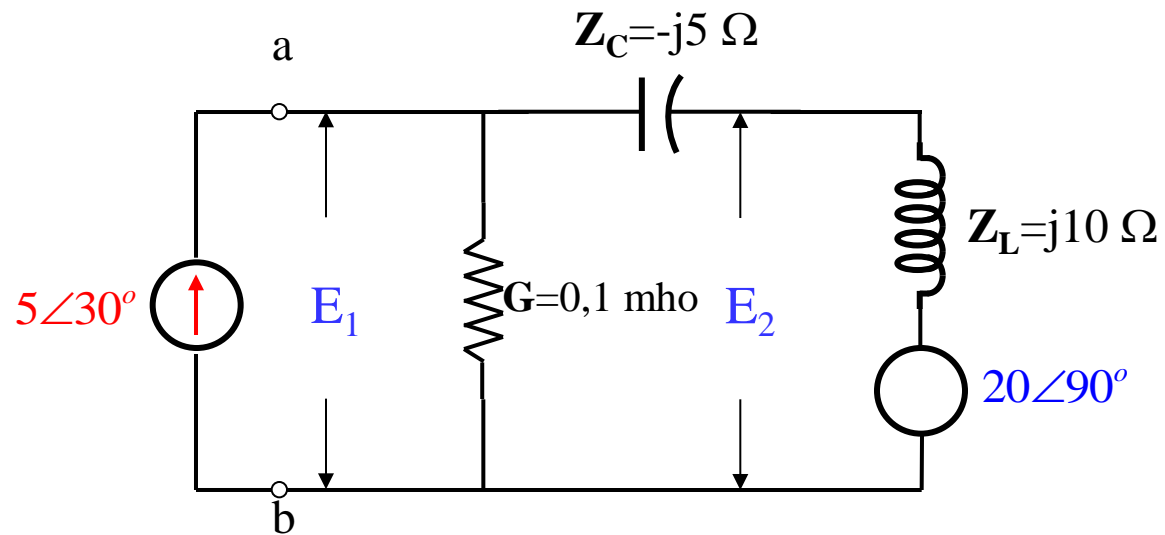 Z_C=-j5 Ω
a
Z_L=j10 Ω
5∠30°
E_1
G=0,1 mho
E_2
20∠90°
b